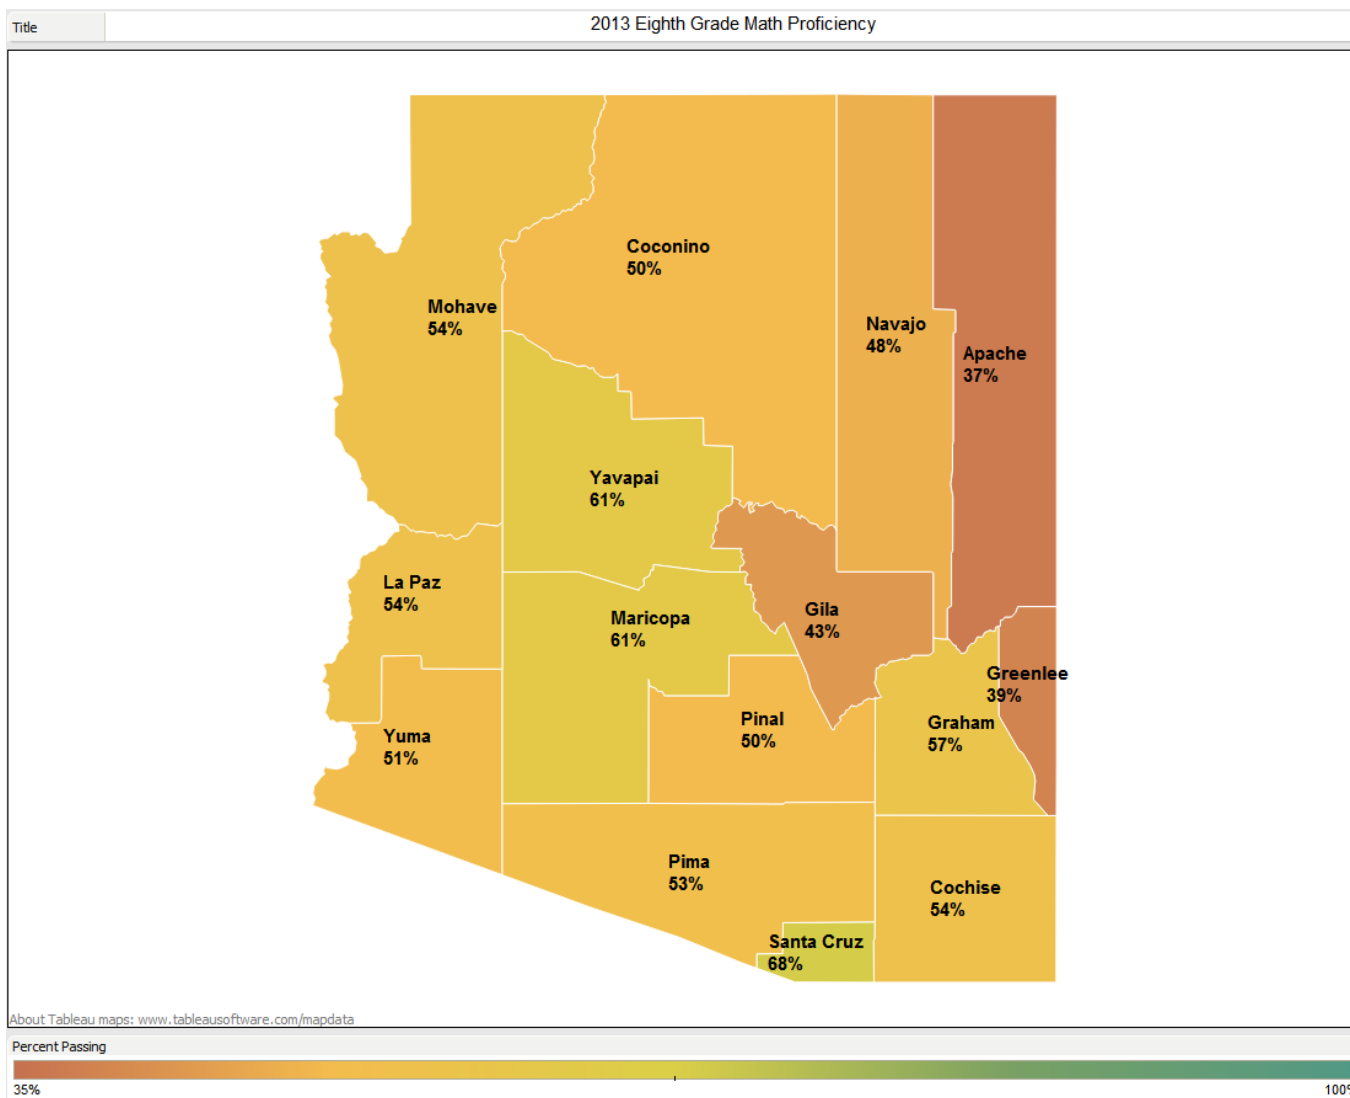 Title
2013 Eighth Grade Math Proficiency
Coconino
50%
Mohave
54%
Navajo
48%
Apache
37%
Yavapai
61%
La Paz
54%
Maricopa
61%
Gila
43%
Greenlee
39%
Graham
57%
Pinal
50%
Yuma
51%
Pima
53%
Cochise
54%
Santa Cruz
68%
About Tableau maps: www.tableausoftware.com/mapdata
Percent Passing
35%
100%